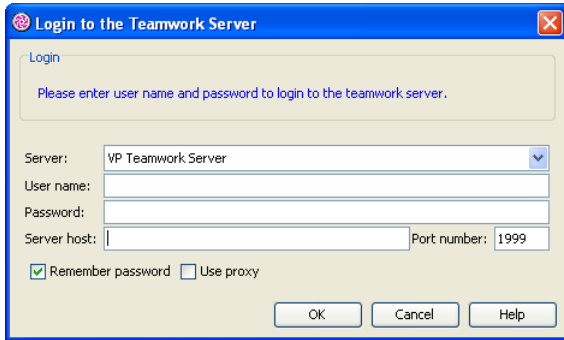 Login to the Teamwork Server
Login
Please enter user name and password to login to the teamwork server.
Server: VP Teamwork Server
User name:
Password:
Server host: Port number: 1999
Remember password Use proxy
OK Cancel Help